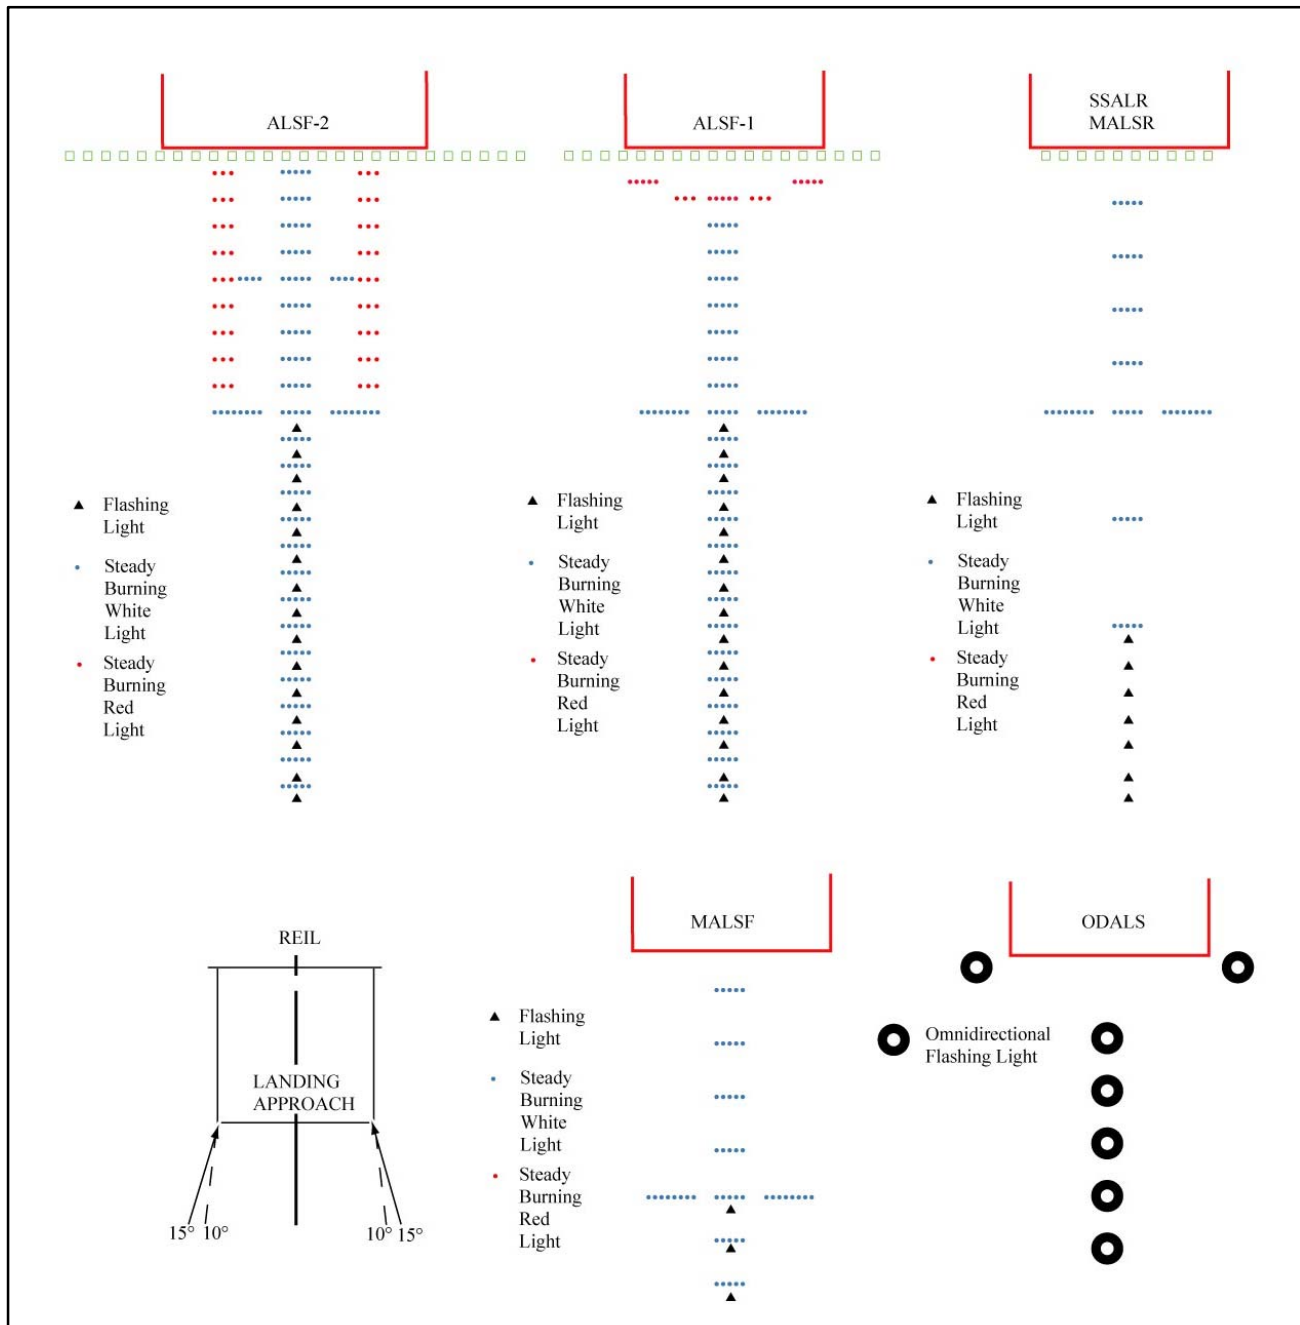 ALSF-2
Flashing
Light
Steady
Burning
White
Light
Steady
Burning
Red
Light
ALSF-1
Flashing
Light
Steady
Burning
White
Light
Steady
Burning
Red
Light
SSALR
MALSR
Flashing
Light
Steady
Burning
White
Light
Steady
Burning
Red
Light
REIL
LANDING
APPROACH
15° 10°
10° 15°
MALSF
Flashing
Light
Steady
Burning
White
Light
Steady
Burning
Red
Light
ODALS
Omnidirectional
Flashing Light